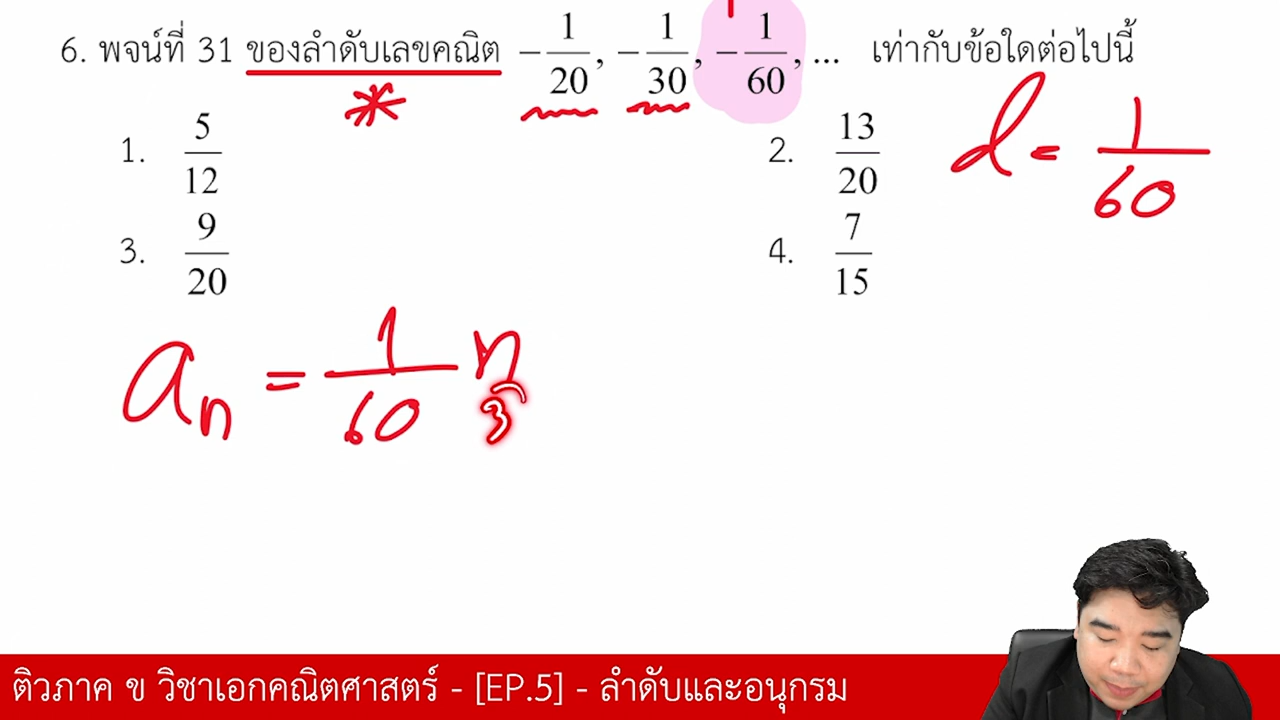 6. พจน์ที่ 31 ของลำดับเลขคณิต -1/20, -1/30, -1/60, ... เท่ากับข้อใดต่อไปนี้
1. 5/12 2. 13/20
d = 1/60
3. 9/20 4. 7/15
an = 1/60 n
3
ติวภาค ข วิชาเอกคณิตศาสตร์ - [EP.5] - ลำดับและอนุกรม